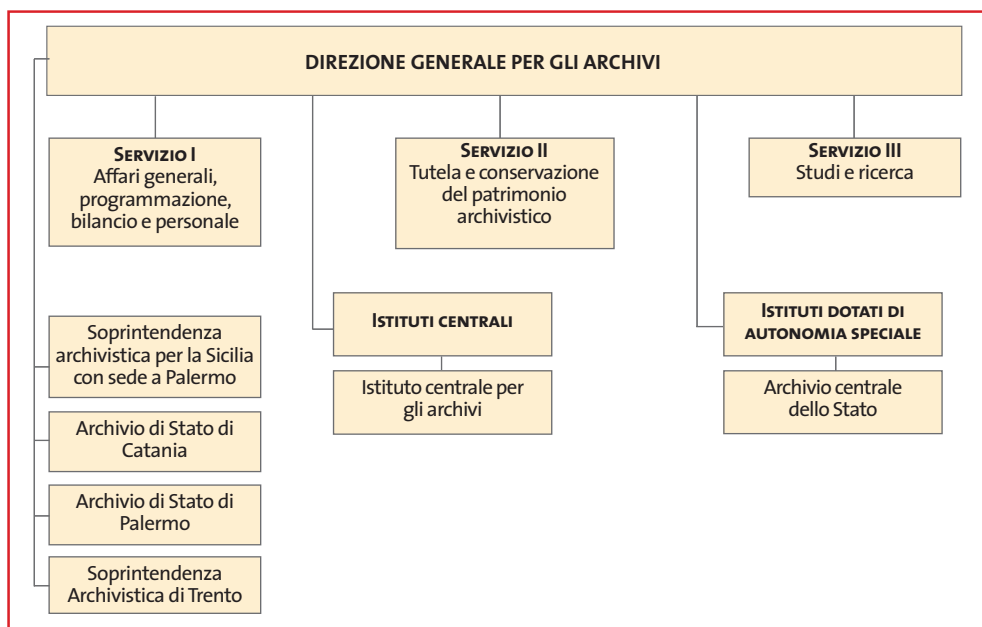 DIREZIONE GENERALE PER GLI ARCHIVI
SERVIZIO I
Affari generali,
programmazione,
bilancio e personale
SERVIZIO II
Tutela e conservazione
del patrimonio
archivistico
SERVIZIO III
Studi e ricerca
Soprintendenza
archivistica per la Sicilia
con sede a Palermo
Archivio di Stato di
Catania
Archivio di Stato di
Palermo
Soprintendenza
Archivistica di Trento
ISTITUTI CENTRALI
Istituto centrale per
gli archivi
ISTITUTI DOTATI DI
AUTONOMIA SPECIALE
Archivio centrale
dello Stato